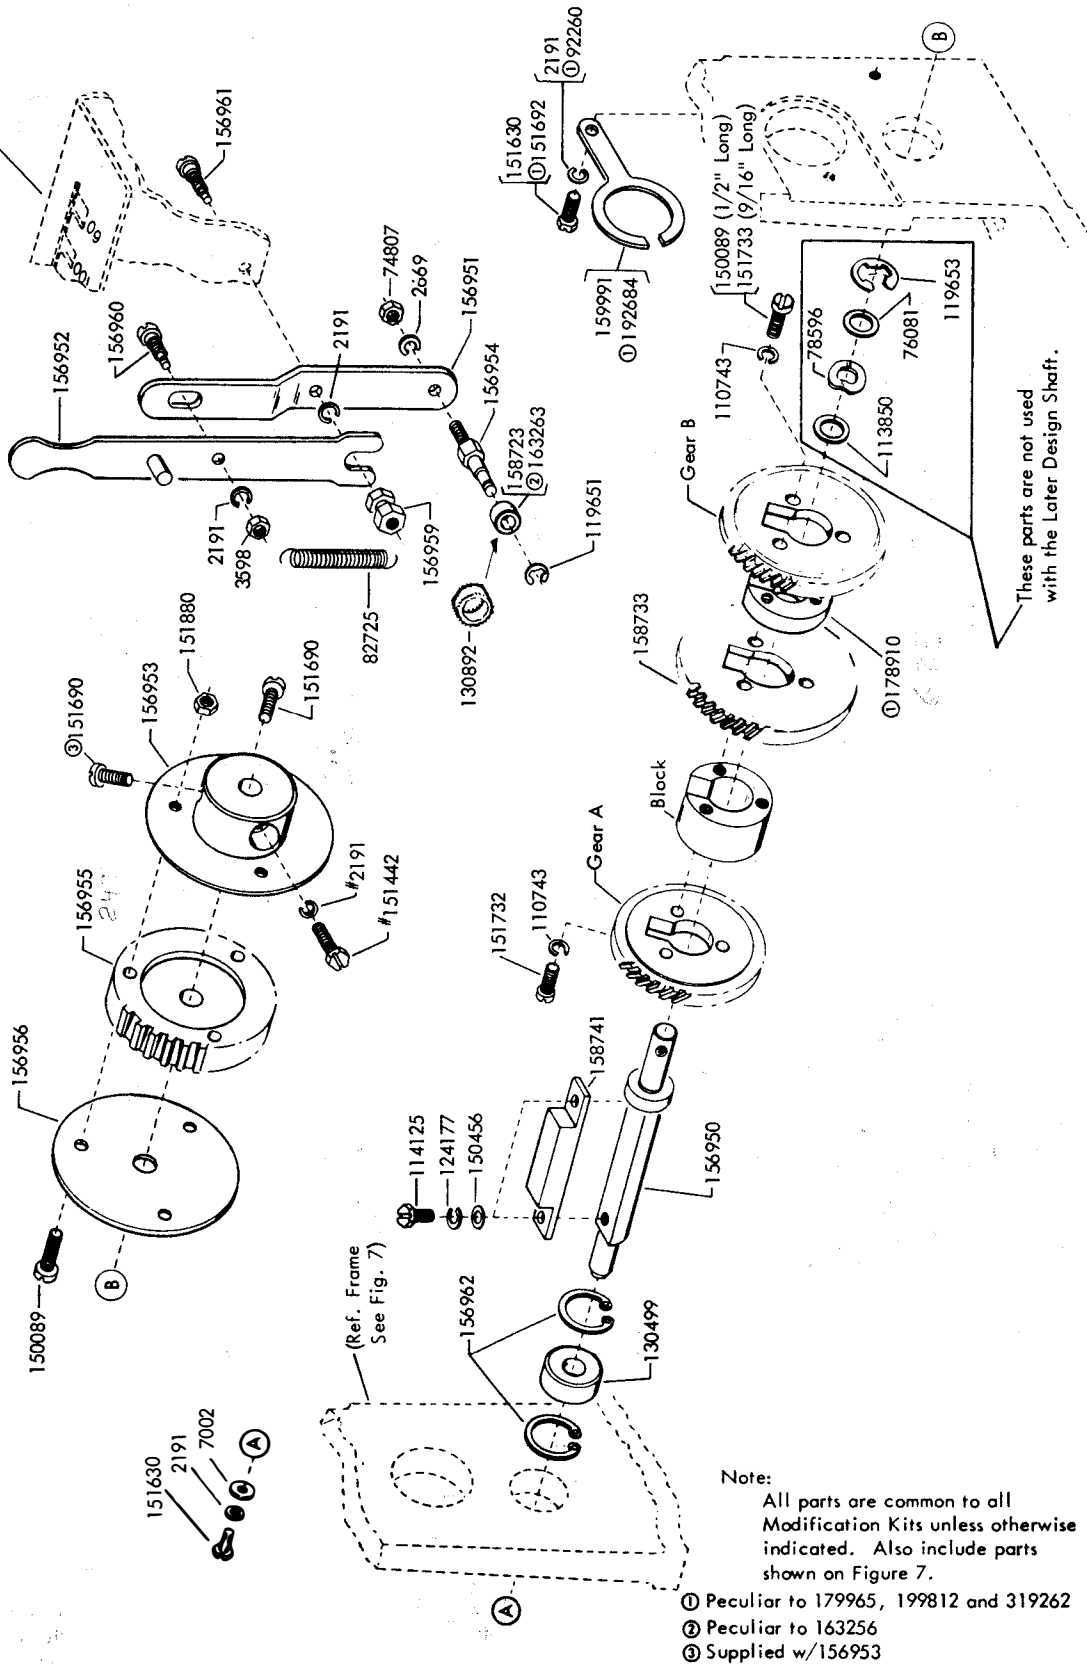 60
100
156961
156952
156960
74807
2669
156951
2191
156954
158723
②163263
119651
2191
3598
156959
82725
130892
2191
①92260
151630
①151692
159991
①192684
B
150089 (1/2" Long)
151733 (9/16" Long)
110743
78596
76081
119653
113850
Gear B
These parts are not used
with the Later Design Shaft.
158733
①178910
③151690
156953
151880
151690
156955
#2191
#151442
156956
150089
B
Block
Gear A
151732
110743
158741
114125
124177
150456
156950
156962
130499
(Ref. Frame
See Fig. 7)
151630
2191
7002
A
A
Note:
All parts are common to all
Modification Kits unless otherwise
indicated. Also include parts
shown on Figure 7.
① Peculiar to 179965, 199812 and 319262
② Peculiar to 163256
③ Supplied w/156953